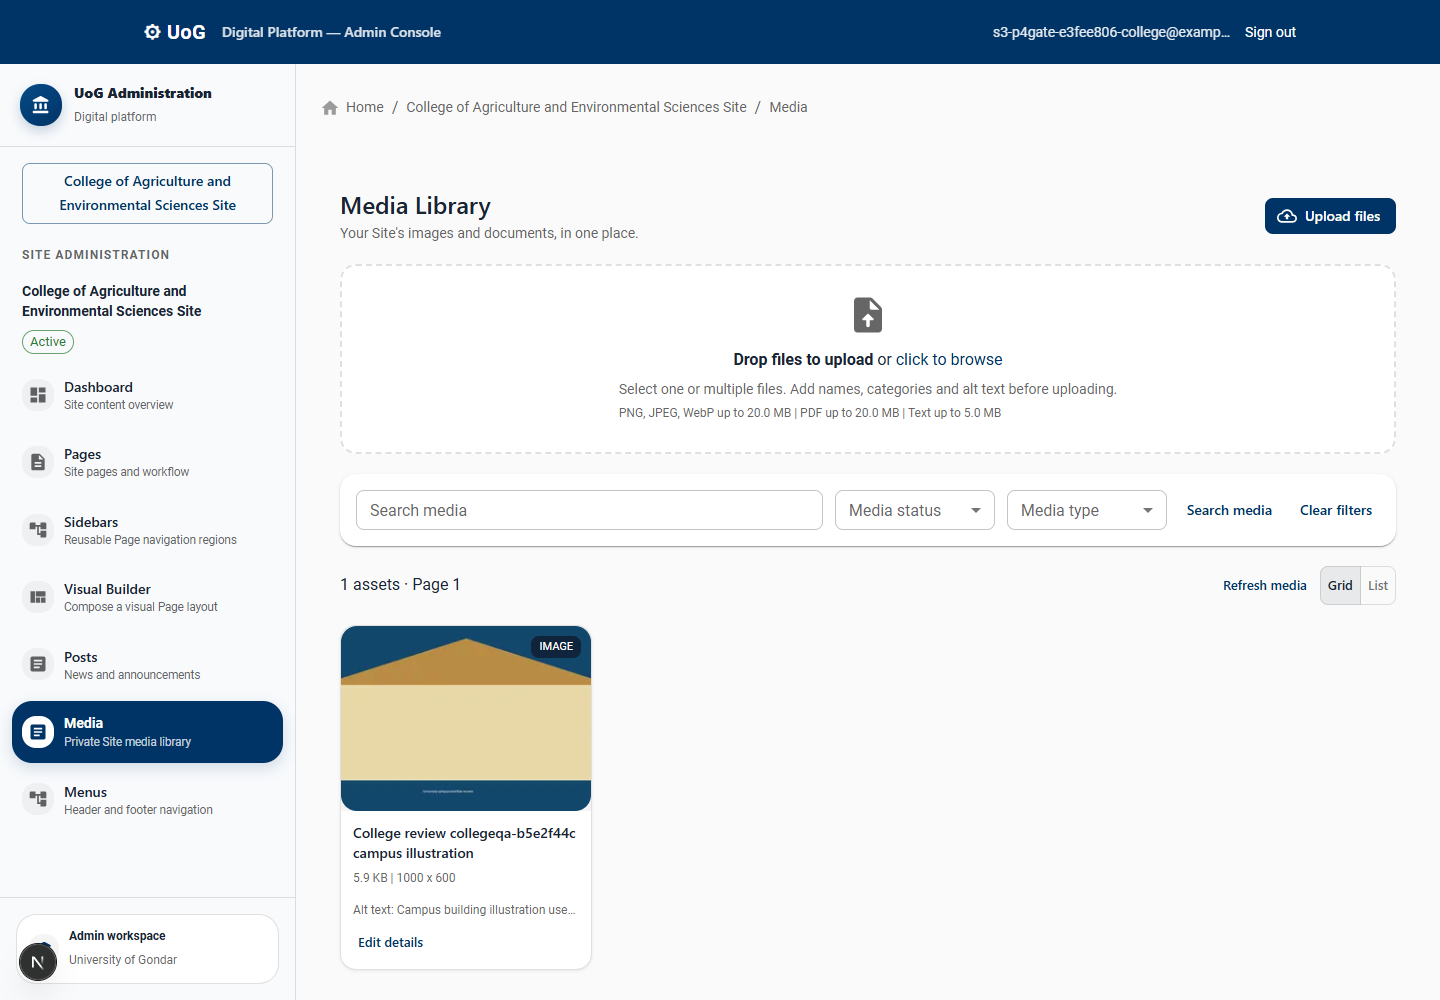 UoG
Digital Platform — Admin Console
s3-p4gate-e3fee806-college@examp...
Sign out
UoG Administration
Digital platform
College of Agriculture and
Environmental Sciences Site
SITE ADMINISTRATION
College of Agriculture and
Environmental Sciences Site
Active
Dashboard
Site content overview
Pages
Site pages and workflow
Sidebars
Reusable Page navigation regions
Visual Builder
Compose a visual Page layout
Posts
News and announcements
Media
Private Site media library
Menus
Header and footer navigation
Admin workspace
University of Gondar
N
Home / College of Agriculture and Environmental Sciences Site / Media
Media Library
Your Site's images and documents, in one place.
Upload files
Drop files to upload or click to browse
Select one or multiple files. Add names, categories and alt text before uploading.
PNG, JPEG, WebP up to 20.0 MB | PDF up to 20.0 MB | Text up to 5.0 MB
Search media
Media status
Media type
Search media
Clear filters
1 assets · Page 1
Refresh media
Grid
List
IMAGE
College review collegeqa-b5e2f44c
campus illustration
5.9 KB | 1000 x 600
Alt text: Campus building illustration use...
Edit details